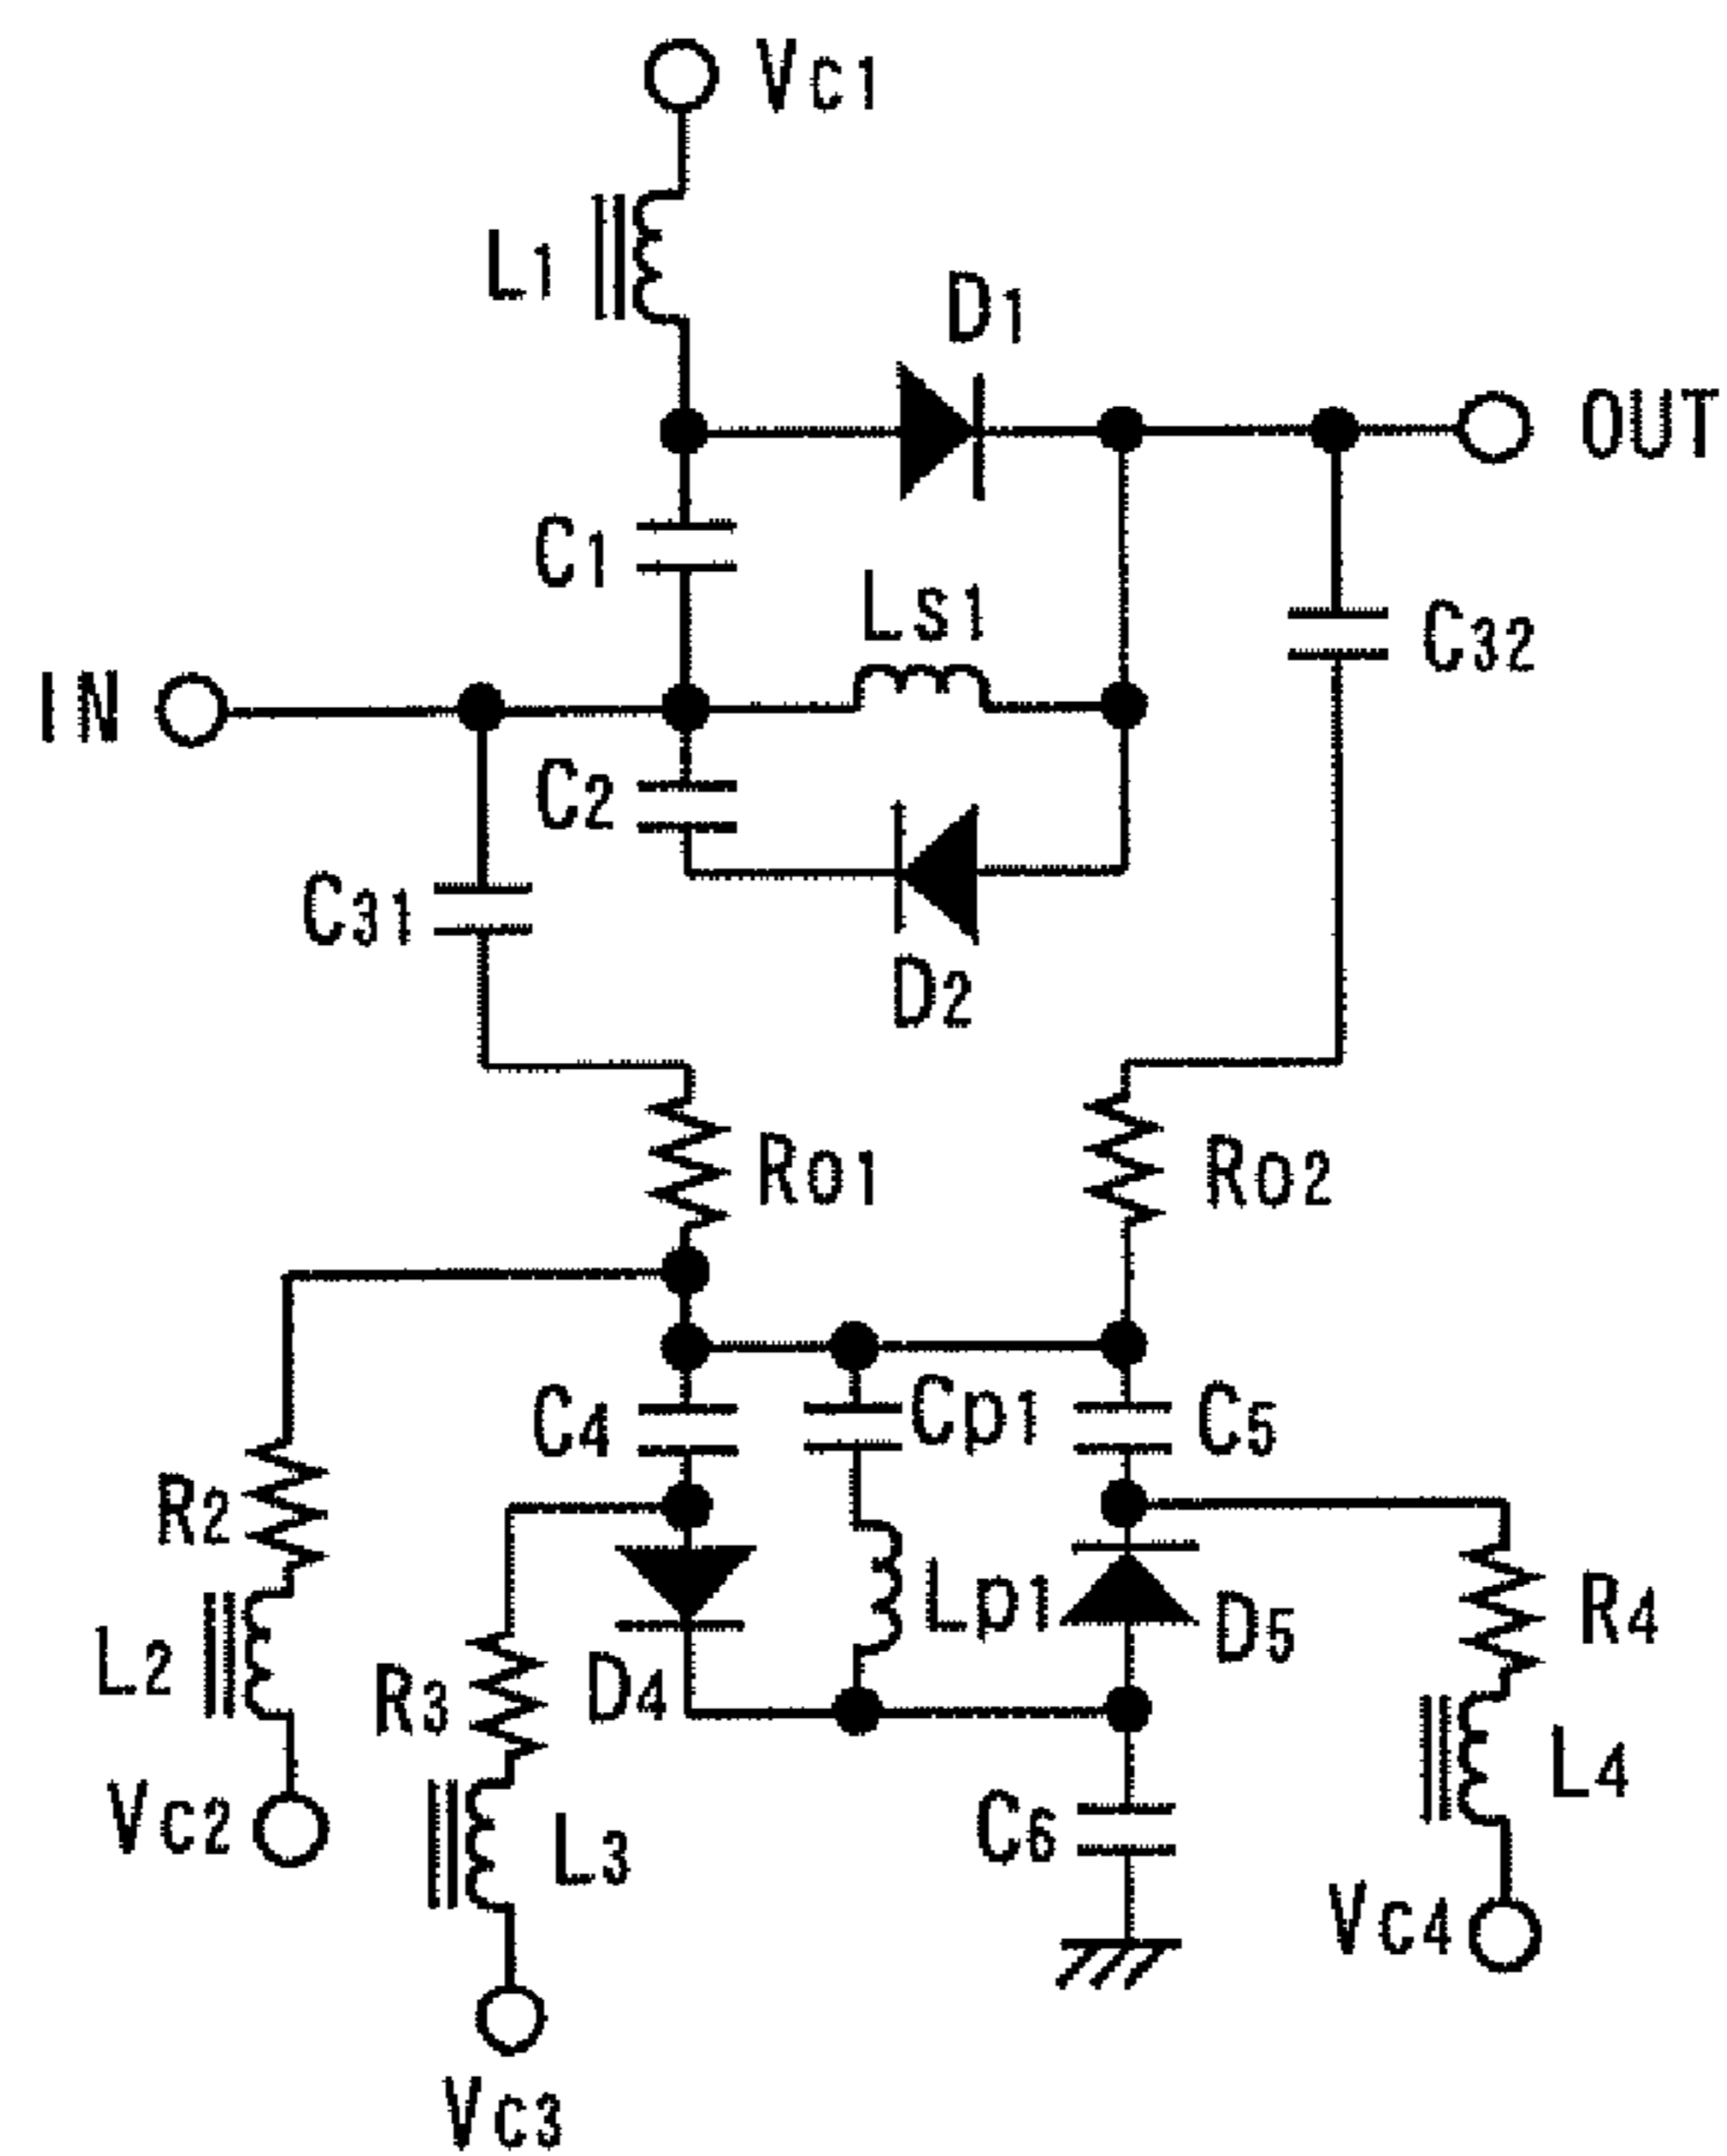 Vc1
L1
D1
OUT
C1
Ls1
C32
IN
C2
C31
D2
Ro1
Ro2
C4
Cp1
C5
R2
L2
R3
D4
Lp1
D5
R4
L4
Vc2
L3
C6
Vc4
Vc3